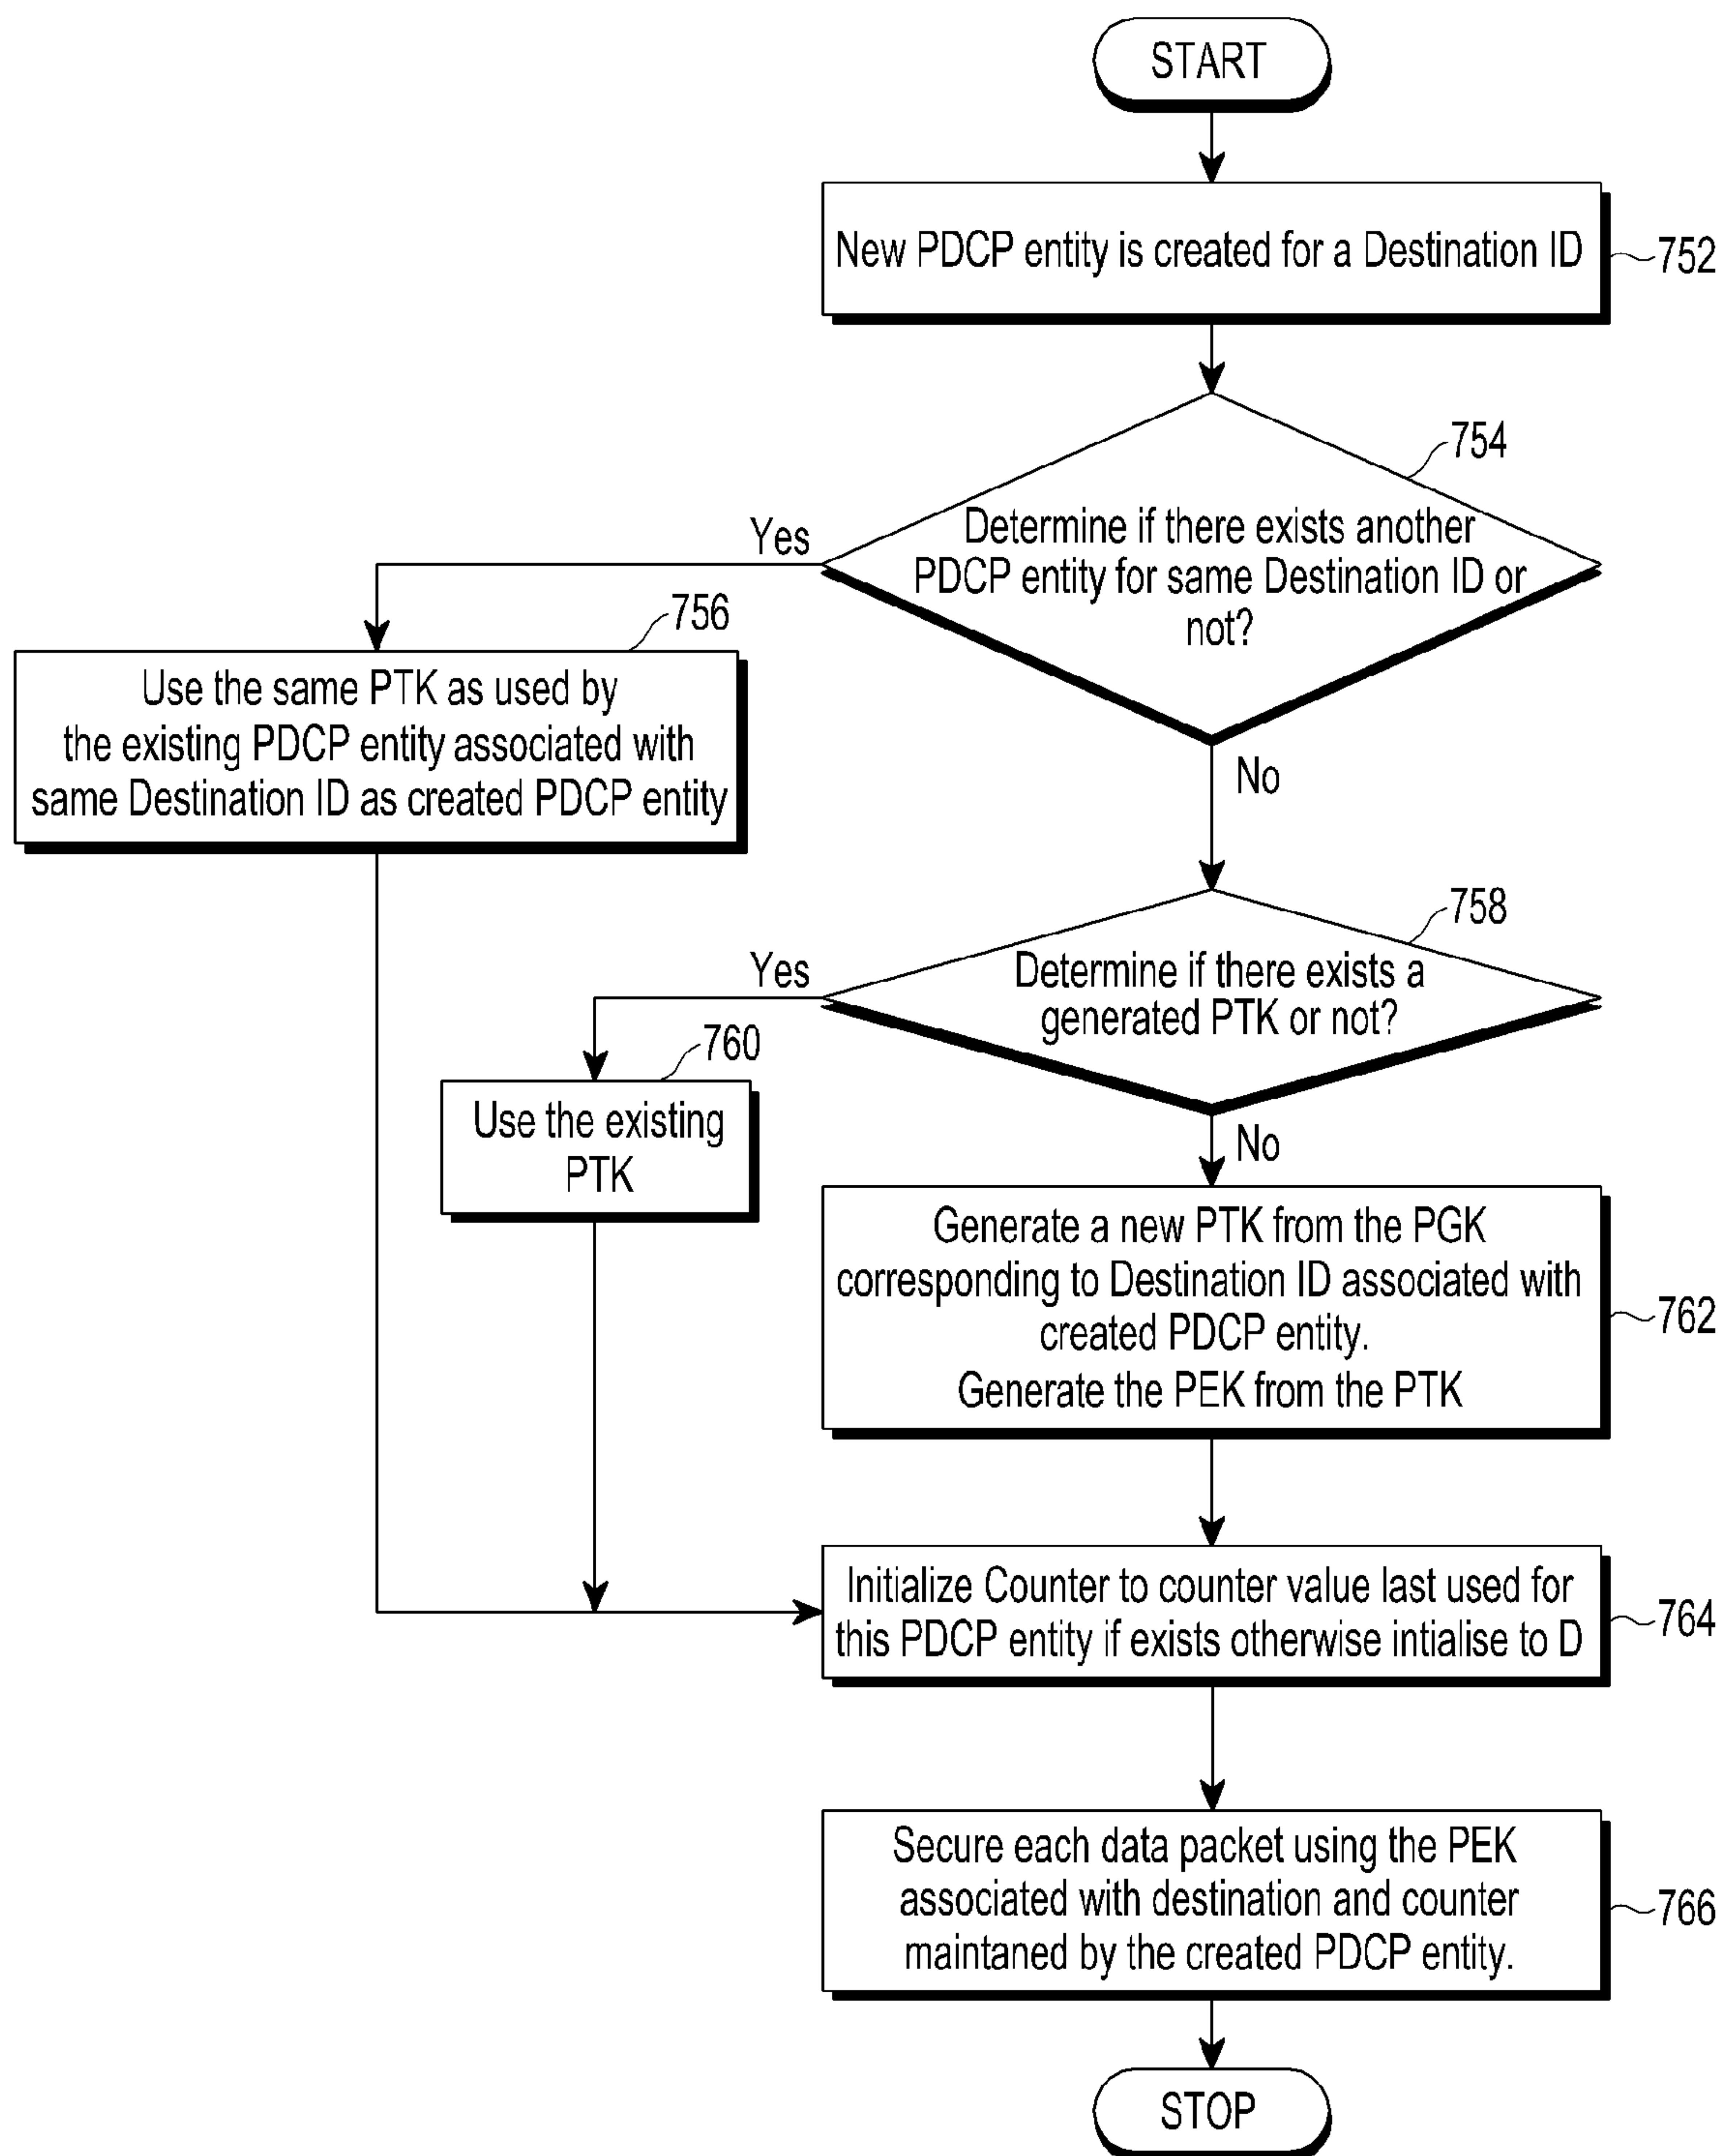 START
New PDCP entity is created for a Destination ID
752
754
Determine if there exists another
PDCP entity for same Destination ID or
not?
Yes
756
Use the same PTK as used by
the existing PDCP entity associated with
same Destination ID as created PDCP entity
No
758
Determine if there exists a
generated PTK or not?
Yes
760
Use the existing
PTK
No
Generate a new PTK from the PGK
corresponding to Destination ID associated with
created PDCP entity.
Generate the PEK from the PTK
762
Initialize Counter to counter value last used for
this PDCP entity if exists otherwise intialise to D
764
Secure each data packet using the PEK
associated with destination and counter
maintaned by the created PDCP entity.
766
STOP